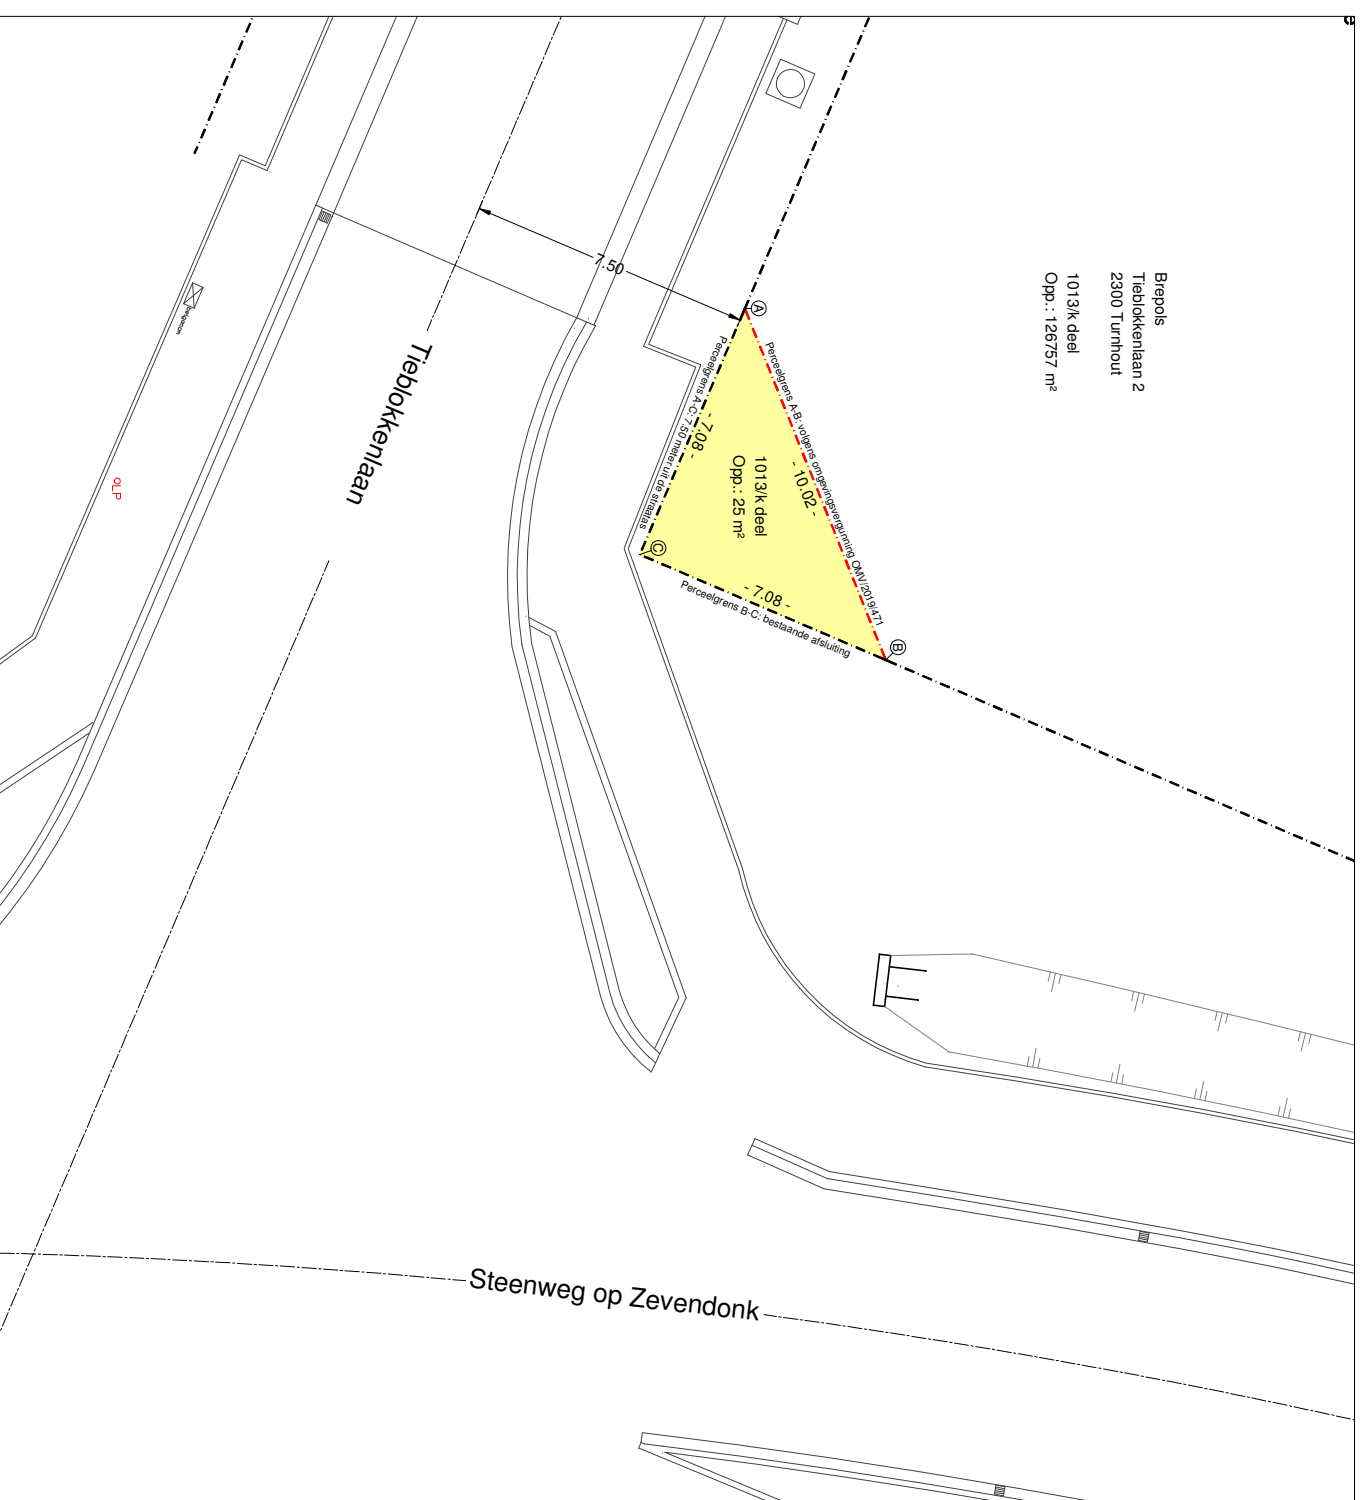 Brepols
Tieblokkenlaan 2
2300 Turnhout
1013/k deel
Opp.: 126757 m²
7.50
A
Perceelgrens A-B: volgens omgevingsvergunning OMV/2019/471
- 10.02 -
Perceelgrens A-C: 7.50 meter uit de straatas
- 7.08 -
1013/k deel
Opp.: 25 m²
C
- 7.08 -
Perceelgrens B-C: bestaande afsluiting
B
Tieblokkenlaan
LP
Steenweg op Zevendonk